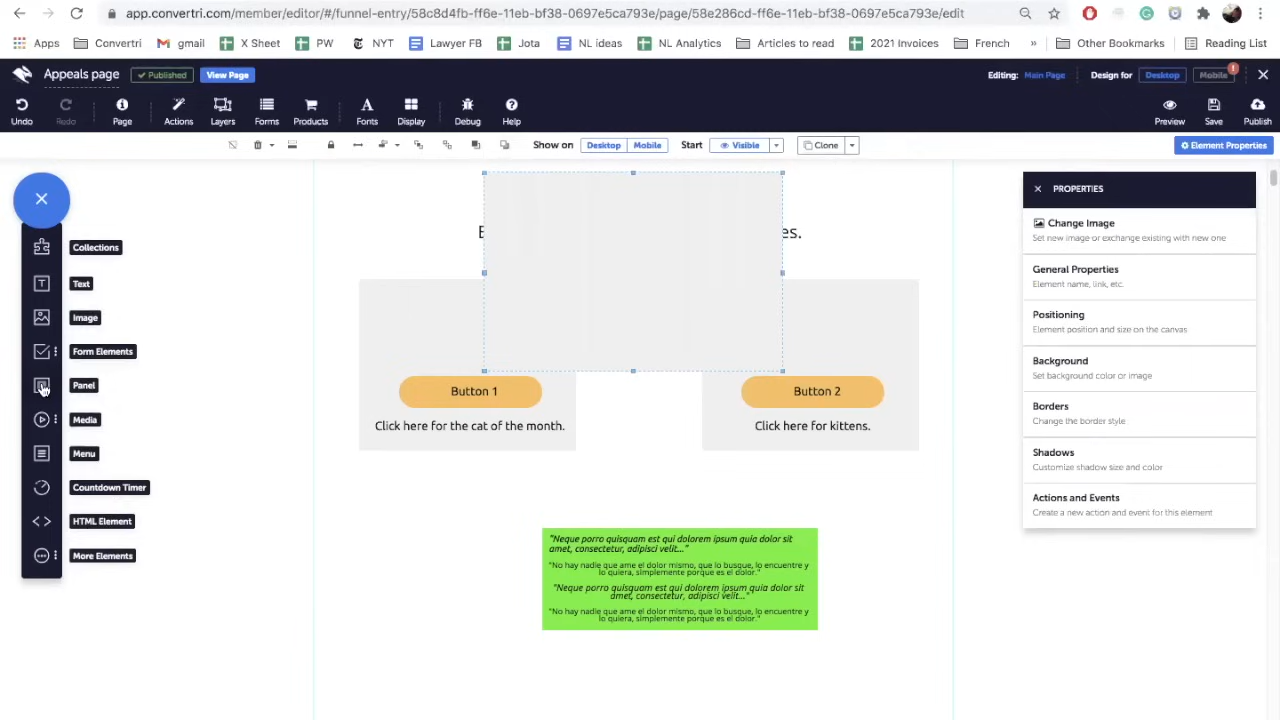 app.convertri.com/member/editor/#/funnel-entry/58c8d4fb-ff6e-11eb-bf38-0697e5ca793e/page/58e286cd-ff6e-11eb-bf38-0697e5ca793e/edit
Apps Convertri gmail X Sheet PW NYT Lawyer FB Jota NL ideas NL Analytics Articles to read 2021 Invoices French » Other Bookmarks Reading List
Appeals page Published View Page Editing: Main Page Design for Desktop Mobile !
Undo Redo Page Actions Layers Forms Products Fonts Display Debug Help Preview Save Publish
Show on Desktop Mobile Start Visible Clone Element Properties
PROPERTIES
Change Image
Set new image or exchange existing with new one
General Properties
Element name, link, etc.
Positioning
Element position and size on the canvas
Background
Set background color or image
Borders
Change the border style
Shadows
Customize shadow size and color
Actions and Events
Create a new action and event for this element
Collections
Text
Image
Form Elements
Panel
Media
Menu
Countdown Timer
HTML Element
More Elements
es.
Button 1
Click here for the cat of the month.
Button 2
Click here for kittens.
"Neque porro quisquam est qui dolorem ipsum quia dolor sit
amet, consectetur, adipisci velit..."
"No hay nadie que ame el dolor mismo, que lo busque, lo encuentre y
lo quiera, simplemente porque es el dolor."
"Neque porro quisquam est qui dolorem ipsum quia dolor sit
amet, consectetur, adipisci velit..."
"No hay nadie que ame el dolor mismo, que lo busque, lo encuentre y
lo quiera, simplemente porque es el dolor."